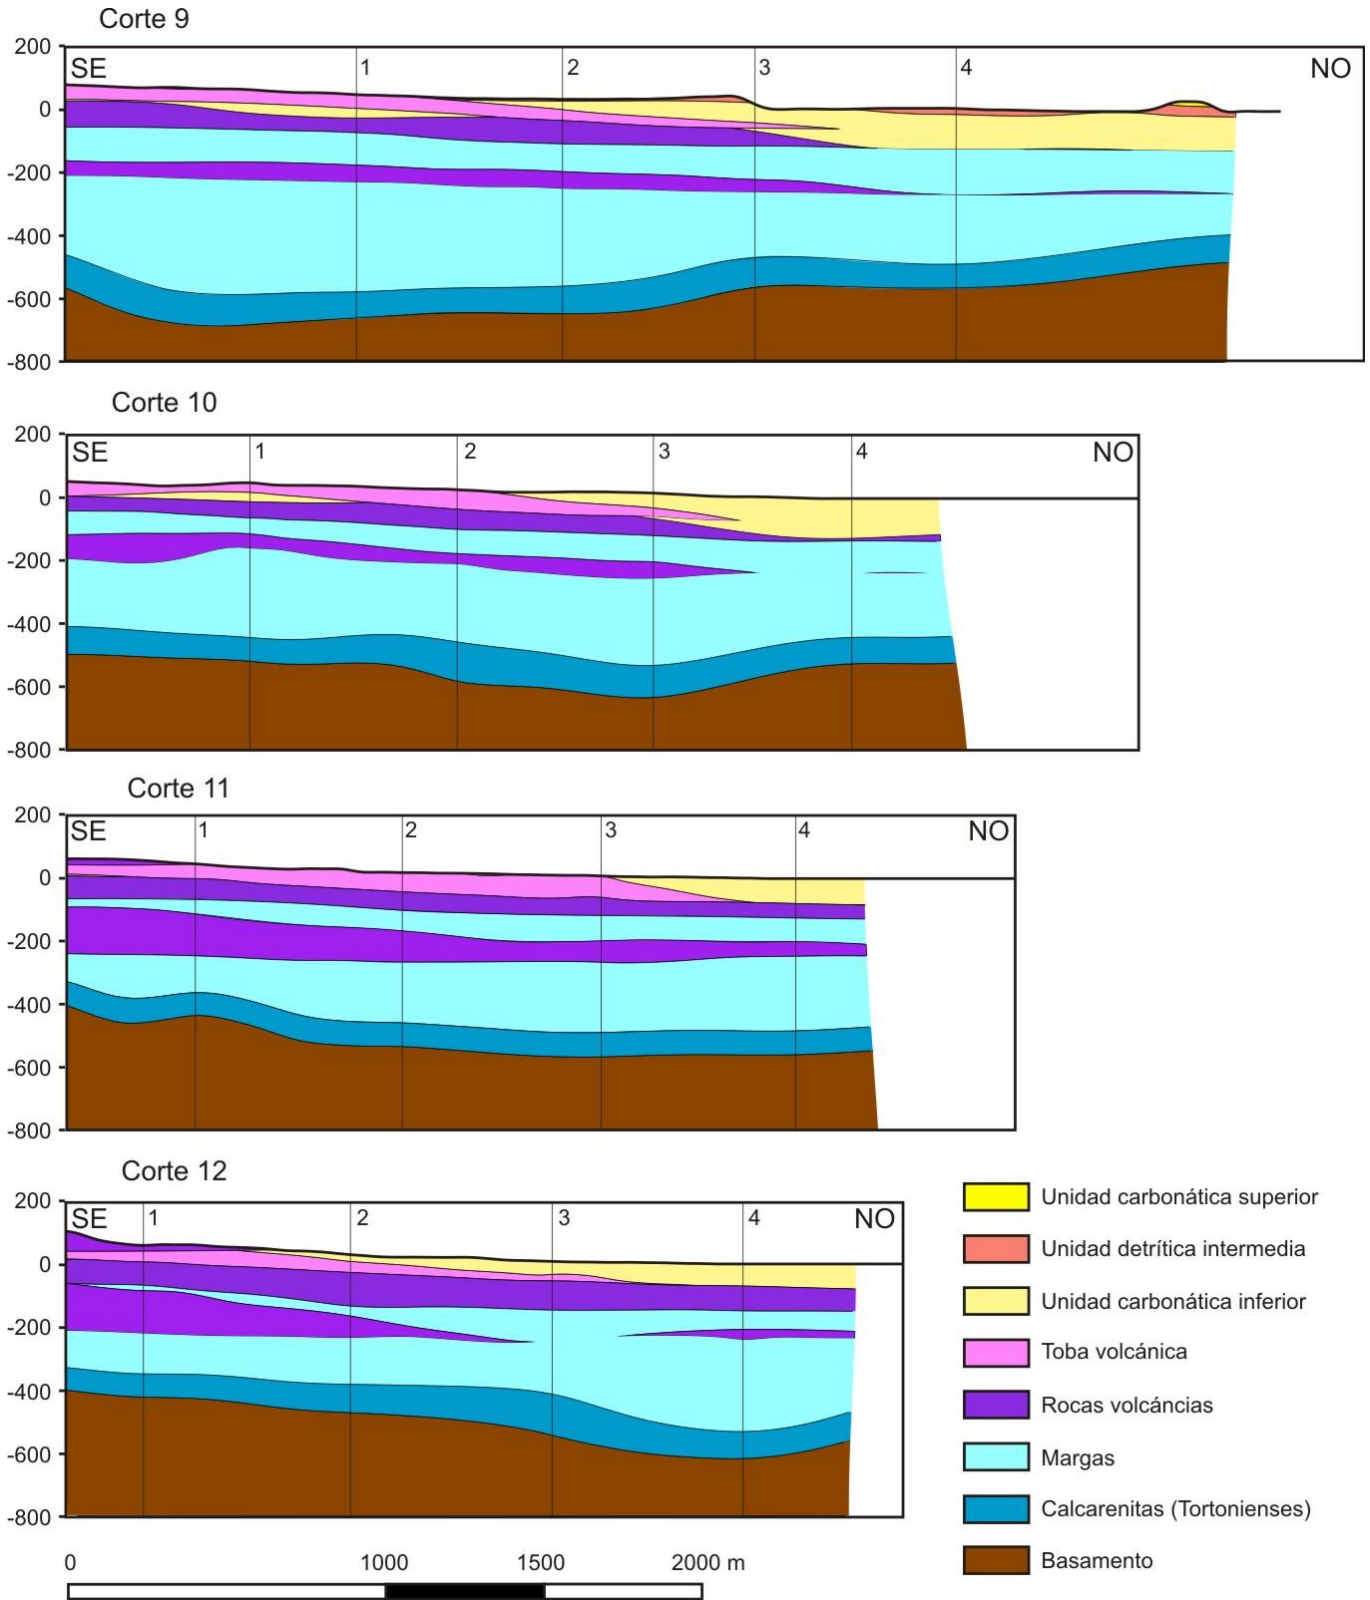 Corte 9
200
SE 1 2 3 4 NO
0
-200
-400
-600
-800
Corte 10
200
SE 1 2 3 4 NO
0
-200
-400
-600
-800
Corte 11
200
SE 1 2 3 4 NO
0
-200
-400
-600
-800
Corte 12
200
SE 1 2 3 4 NO
0
-200
-400
-600
-800
Unidad carbonática superior
Unidad detrítica intermedia
Unidad carbonática inferior
Toba volcánica
Rocas volcáncias
Margas
Calcarenitas (Tortonienses)
Basamento
0 1000 1500 2000 m